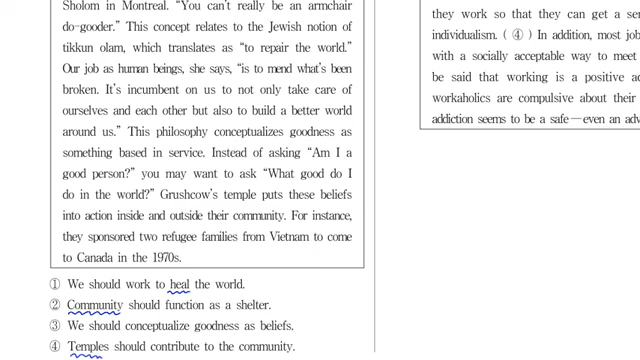 Sholom in Montreal. “You can’t really be an armchair
do-gooder.” This concept relates to the Jewish notion of
tikkun olam, which translates as “to repair the world.”
Our job as human beings, she says, “is to mend what’s been
broken. It’s incumbent on us to not only take care of
ourselves and each other but also to build a better world
around us.” This philosophy conceptualizes goodness as
something based in service. Instead of asking “Am I a
good person?” you may want to ask “What good do I
do in the world?” Grushcow’s temple puts these beliefs
into action inside and outside their community. For instance,
they sponsored two refugee families from Vietnam to come
to Canada in the 1970s.
① We should work to heal the world.
② Community should function as a shelter.
③ We should conceptualize goodness as beliefs.
④ Temples should contribute to the community.
they work so that they can get a
individualism. ( ④ ) In addition, most
with a socially acceptable way to meet
be said that working is a positive
workaholics are compulsive about their
addiction seems to be a safe—even an